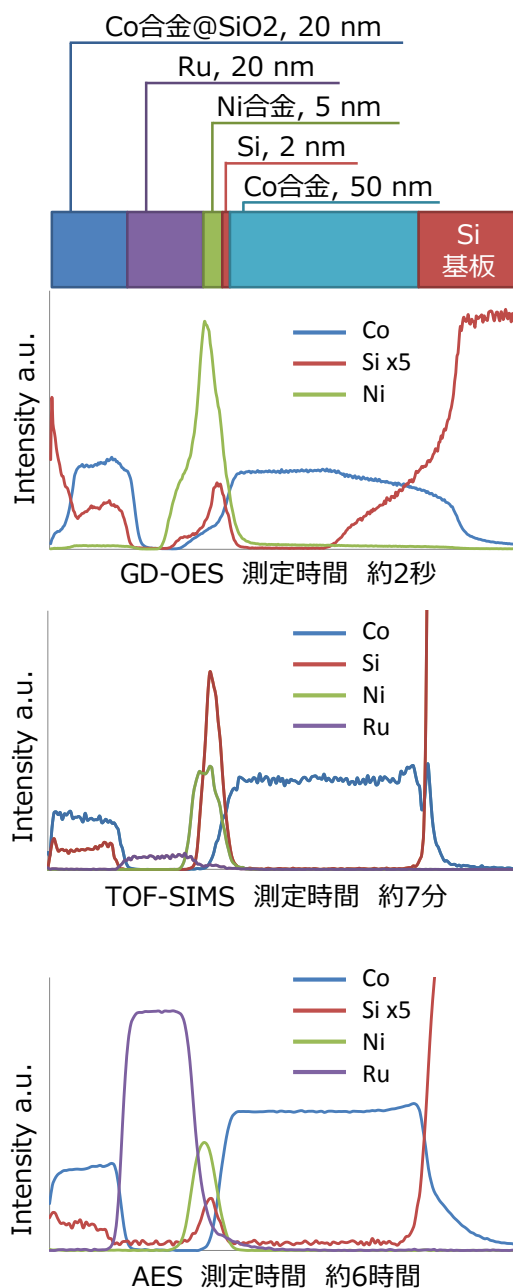 Co合金@SiO2, 20 nm
Ru, 20 nm
Ni合金, 5 nm
Si, 2 nm
Co合金, 50 nm
Si
基板
Intensity a.u.
Co
Si x5
Ni
GD-OES 測定時間 約2秒
Intensity a.u.
Co
Si
Ni
Ru
TOF-SIMS 測定時間 約7分
Intensity a.u.
Co
Si x5
Ni
Ru
AES 測定時間 約6時間